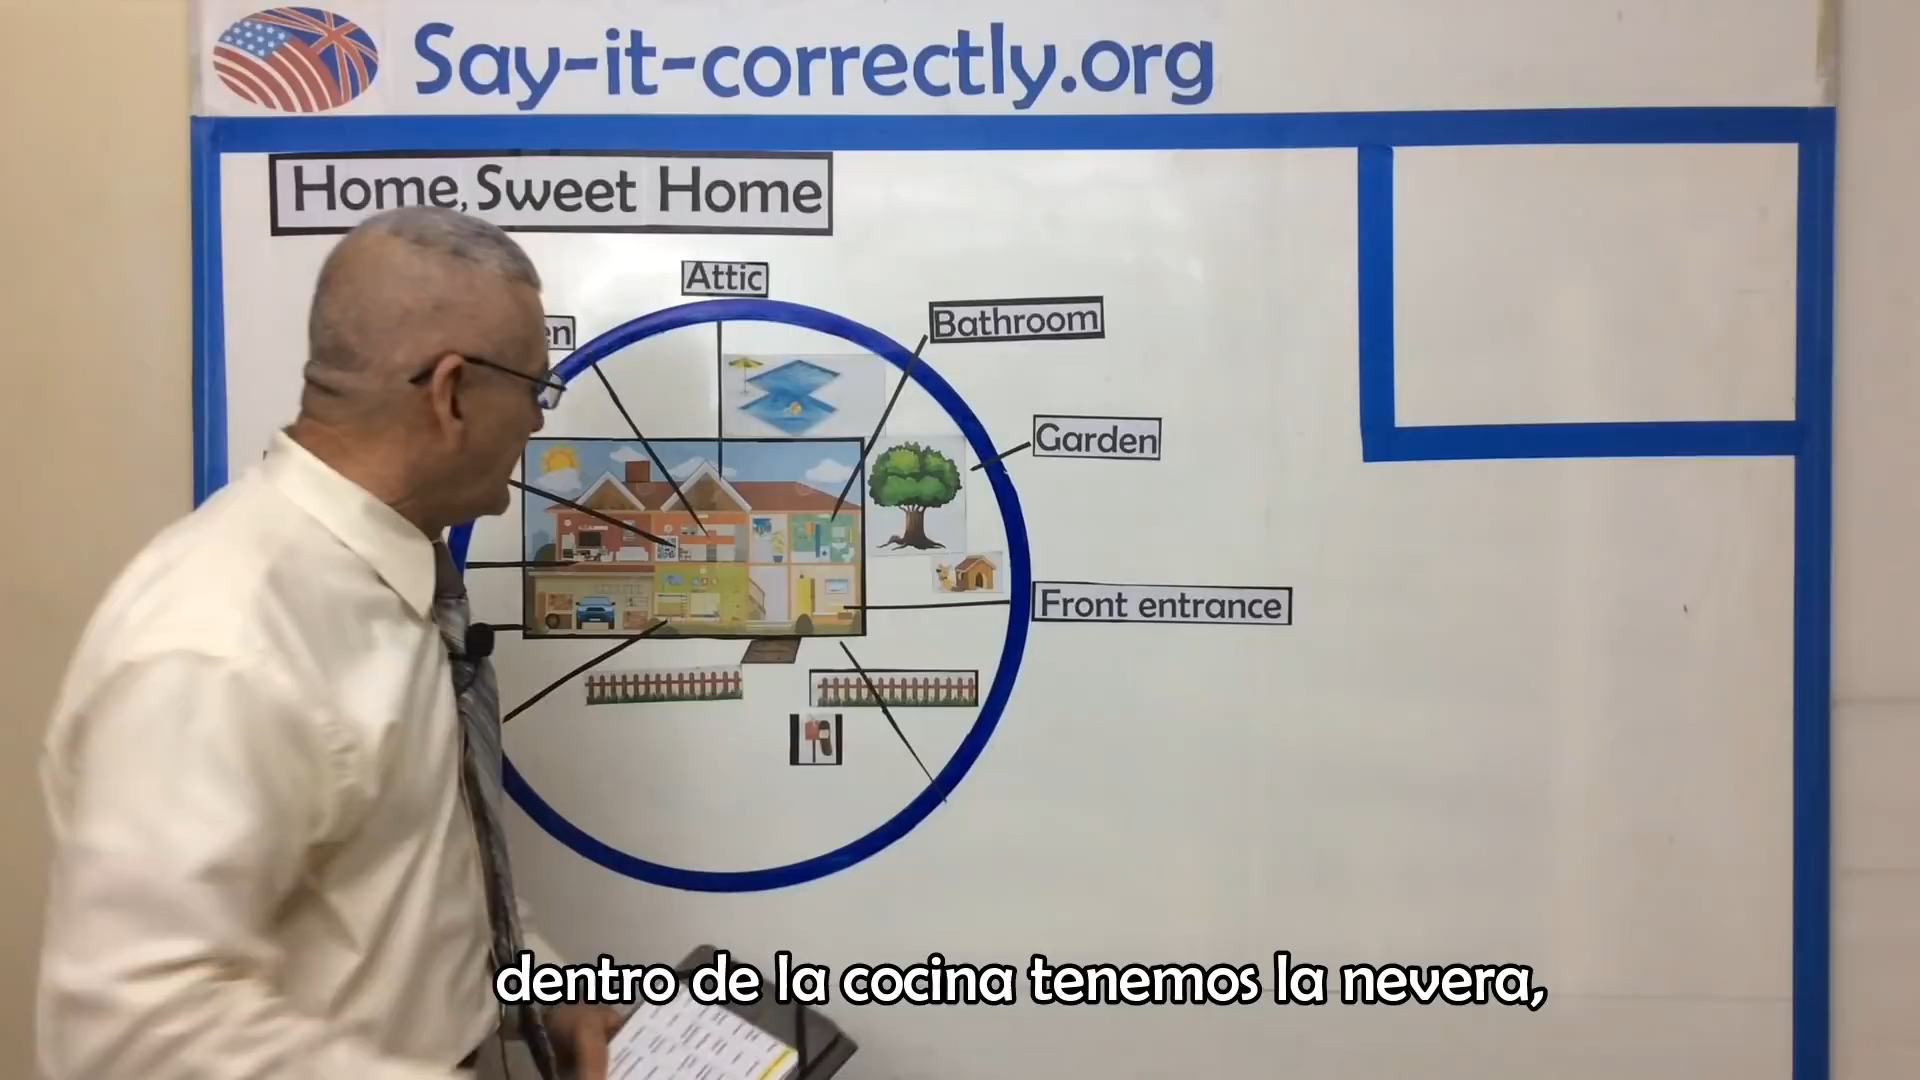 Say-it-correctly.org
Home, Sweet Home
Attic
Bathroom
Garden
Front entrance
dentro de la cocina tenemos la nevera,